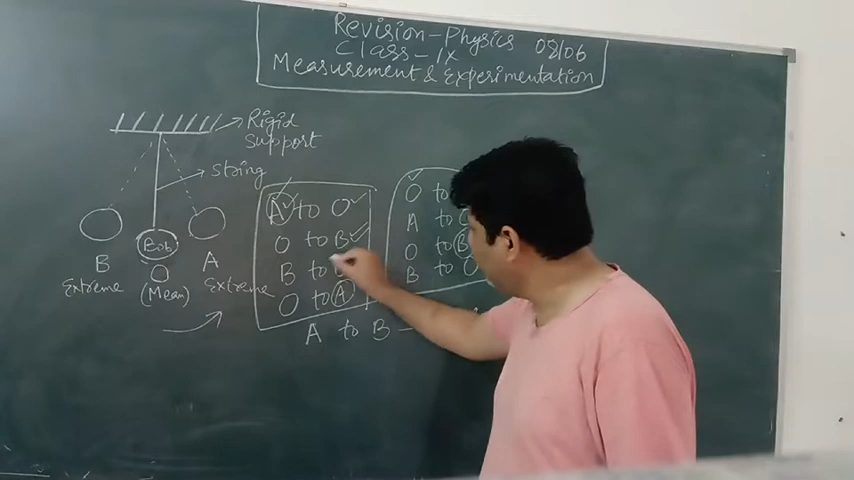 Revision-Physics 08/06
Class-IX
Measurement & Experimentation
Rigid
Support
String
Bob
B
O
A
Extreme
(Mean)
Extreme
A to O
O to B
B to
O to A
A to B
O to
A to
O to B
B to O